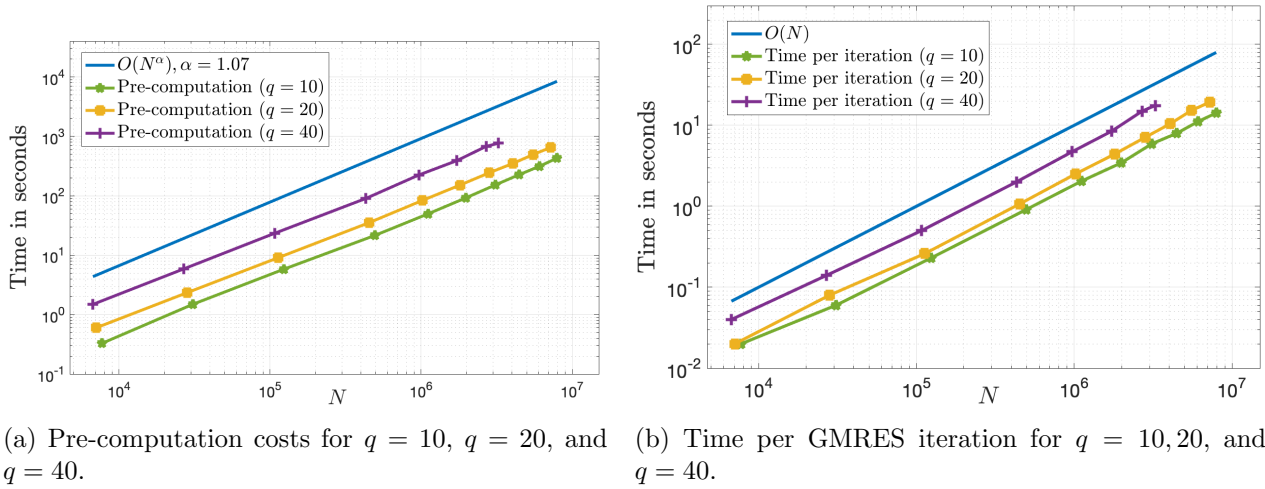 O(N^α), α = 1.07
Pre-computation (q = 10)
Pre-computation (q = 20)
Pre-computation (q = 40)
Time in seconds
10^4
10^3
10^2
10^1
10^0
10^-1
10^4
10^5
10^6
10^7
N
(a) Pre-computation costs for q = 10, q = 20, and
q = 40.
O(N)
Time per iteration (q = 10)
Time per iteration (q = 20)
Time per iteration (q = 40)
Time in seconds
10^2
10^1
10^0
10^-1
10^-2
10^4
10^5
10^6
10^7
N
(b) Time per GMRES iteration for q = 10, 20, and
q = 40.